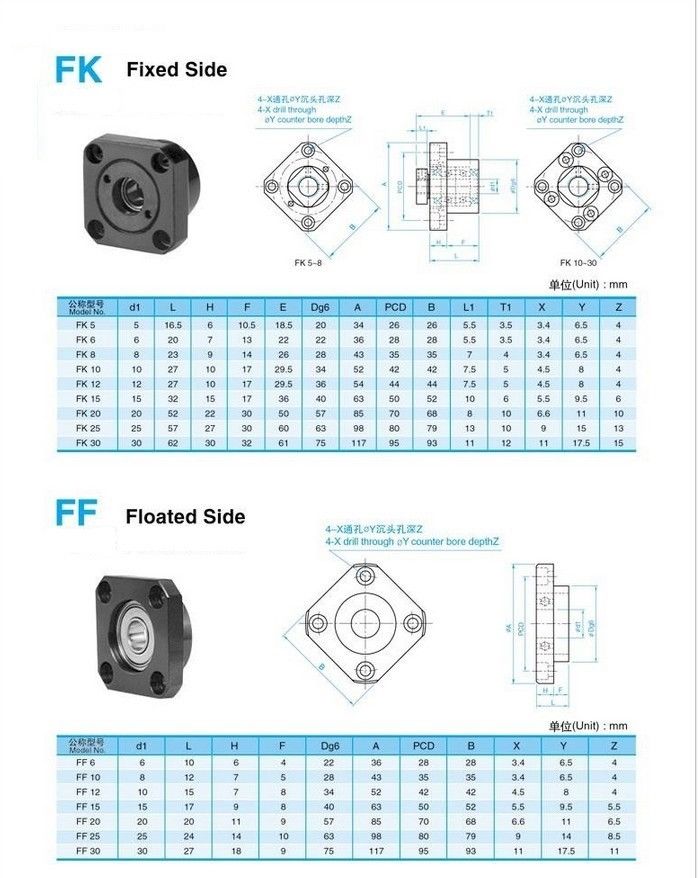 FK Fixed Side
4-X通孔⌀Y沉头孔深Z
4-X drill through
⌀Y counter bore depthZ
4-X通孔⌀Y沉头孔深Z
4-X drill through
⌀Y counter bore depthZ
E T1
L1
A PCD d1 Dg6
B
H F
L
B
FK 5~8
FK 10~30
单位(Unit) : mm
公称型号
Model No. d1 L H F E Dg6 A PCD B L1 T1 X Y Z
FK 5 5 16.5 6 10.5 18.5 20 34 26 26 5.5 3.5 3.4 6.5 4
FK 6 6 20 7 13 22 22 36 28 28 5.5 3.5 3.4 6.5 4
FK 8 8 23 9 14 26 28 43 35 35 7 4 3.4 6.5 4
FK 10 10 27 10 17 29.5 34 52 42 42 7.5 5 4.5 8 4
FK 12 12 27 10 17 29.5 36 54 44 44 7.5 5 4.5 8 4
FK 15 15 32 15 17 36 40 63 50 52 10 6 5.5 9.5 6
FK 20 20 52 22 30 50 57 85 70 68 8 10 6.6 11 10
FK 25 25 57 27 30 60 63 98 80 79 13 10 9 15 13
FK 30 30 62 30 32 61 75 117 95 93 11 12 11 17.5 15
FF Floated Side
4-X通孔⌀Y沉头孔深Z
4-X drill through ⌀Y counter bore depthZ
B
⌀A PCD ⌀d1 ⌀Dg6
H F
L
单位(Unit) : mm
公称型号
Model No. d1 L H F Dg6 A PCD B X Y Z
FF 6 6 10 6 4 22 36 28 28 3.4 6.5 4
FF 10 8 12 7 5 28 43 35 35 3.4 6.5 4
FF 12 10 15 7 8 34 52 42 42 4.5 8 4
FF 15 15 17 9 8 40 63 50 52 5.5 9.5 5.5
FF 20 20 20 11 9 57 85 70 68 6.6 11 6.5
FF 25 25 24 14 10 63 98 80 79 9 14 8.5
FF 30 30 27 18 9 75 117 95 93 11 17.5 11